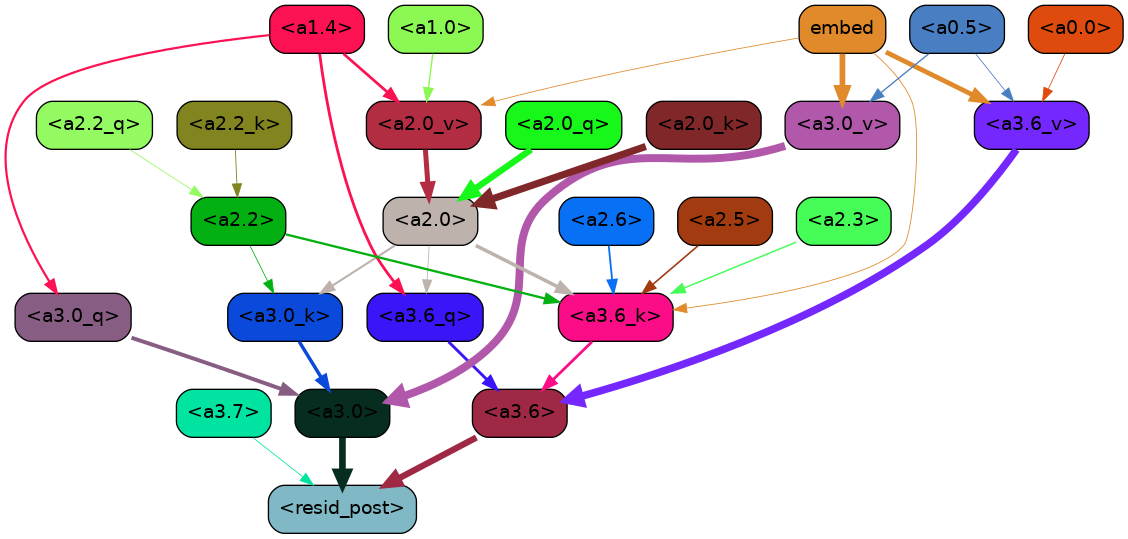 <a1.4>
<a1.0>
embed
<a0.5>
<a0.0>
<a2.2_q>
<a2.2_k>
<a2.0_v>
<a2.0_q>
<a2.0_k>
<a3.0_v>
<a3.6_v>
<a2.2>
<a2.0>
<a2.6>
<a2.5>
<a2.3>
<a3.0_q>
<a3.0_k>
<a3.6_q>
<a3.6_k>
<a3.7>
<a3.0>
<a3.6>
<resid_post>